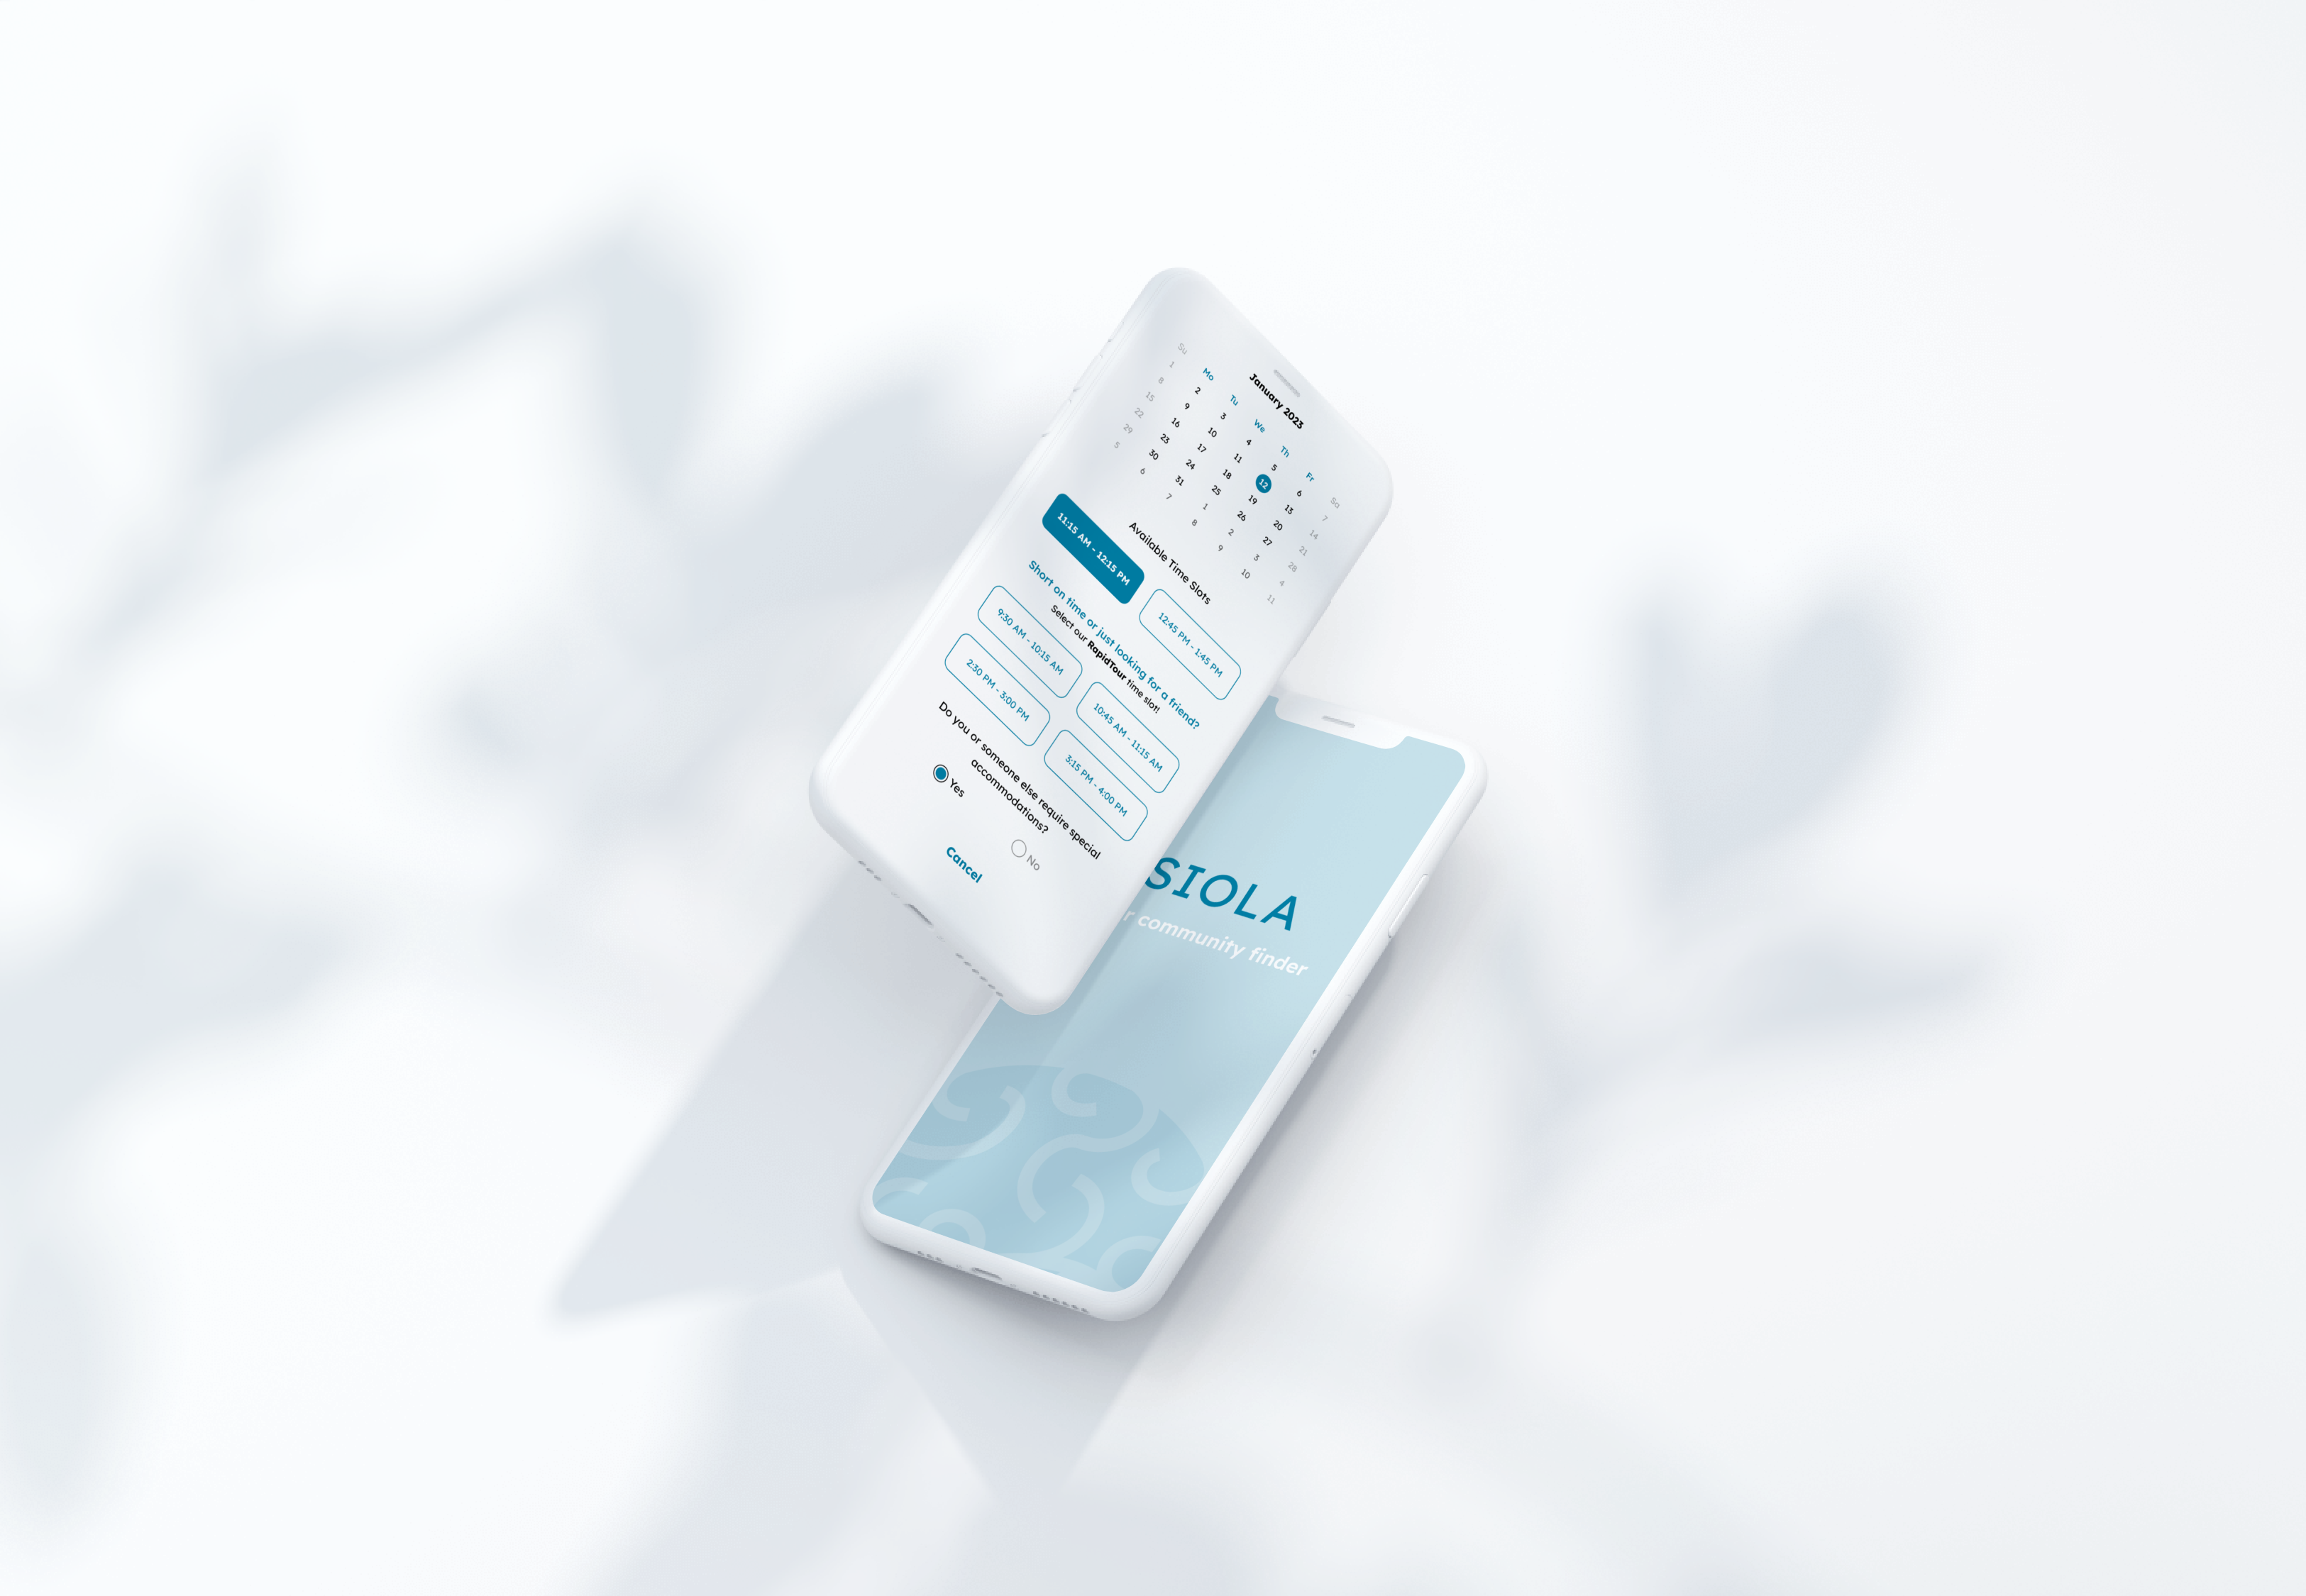 January 2023
Su Mo Tu We Th Fr Sa
1 2 3 4 5 6 7
8 9 10 11 12 13 14
15 16 17 18 19 20 21
22 23 24 25 26 27 28
29 30 31 1 2 3 4
5 6 7 8 9 10 11
Available Time Slots
11:15 AM - 12:15 PM
12:45 PM - 1:45 PM
Short on time or just looking for a friend?
Select our RapidTour time slot!
9:30 AM - 10:15 AM
10:45 AM - 11:15 AM
2:30 PM - 3:00 PM
3:15 PM - 4:00 PM
Do you or someone else require special
accommodations?
Yes
No
Cancel
SIOLA
r community finder